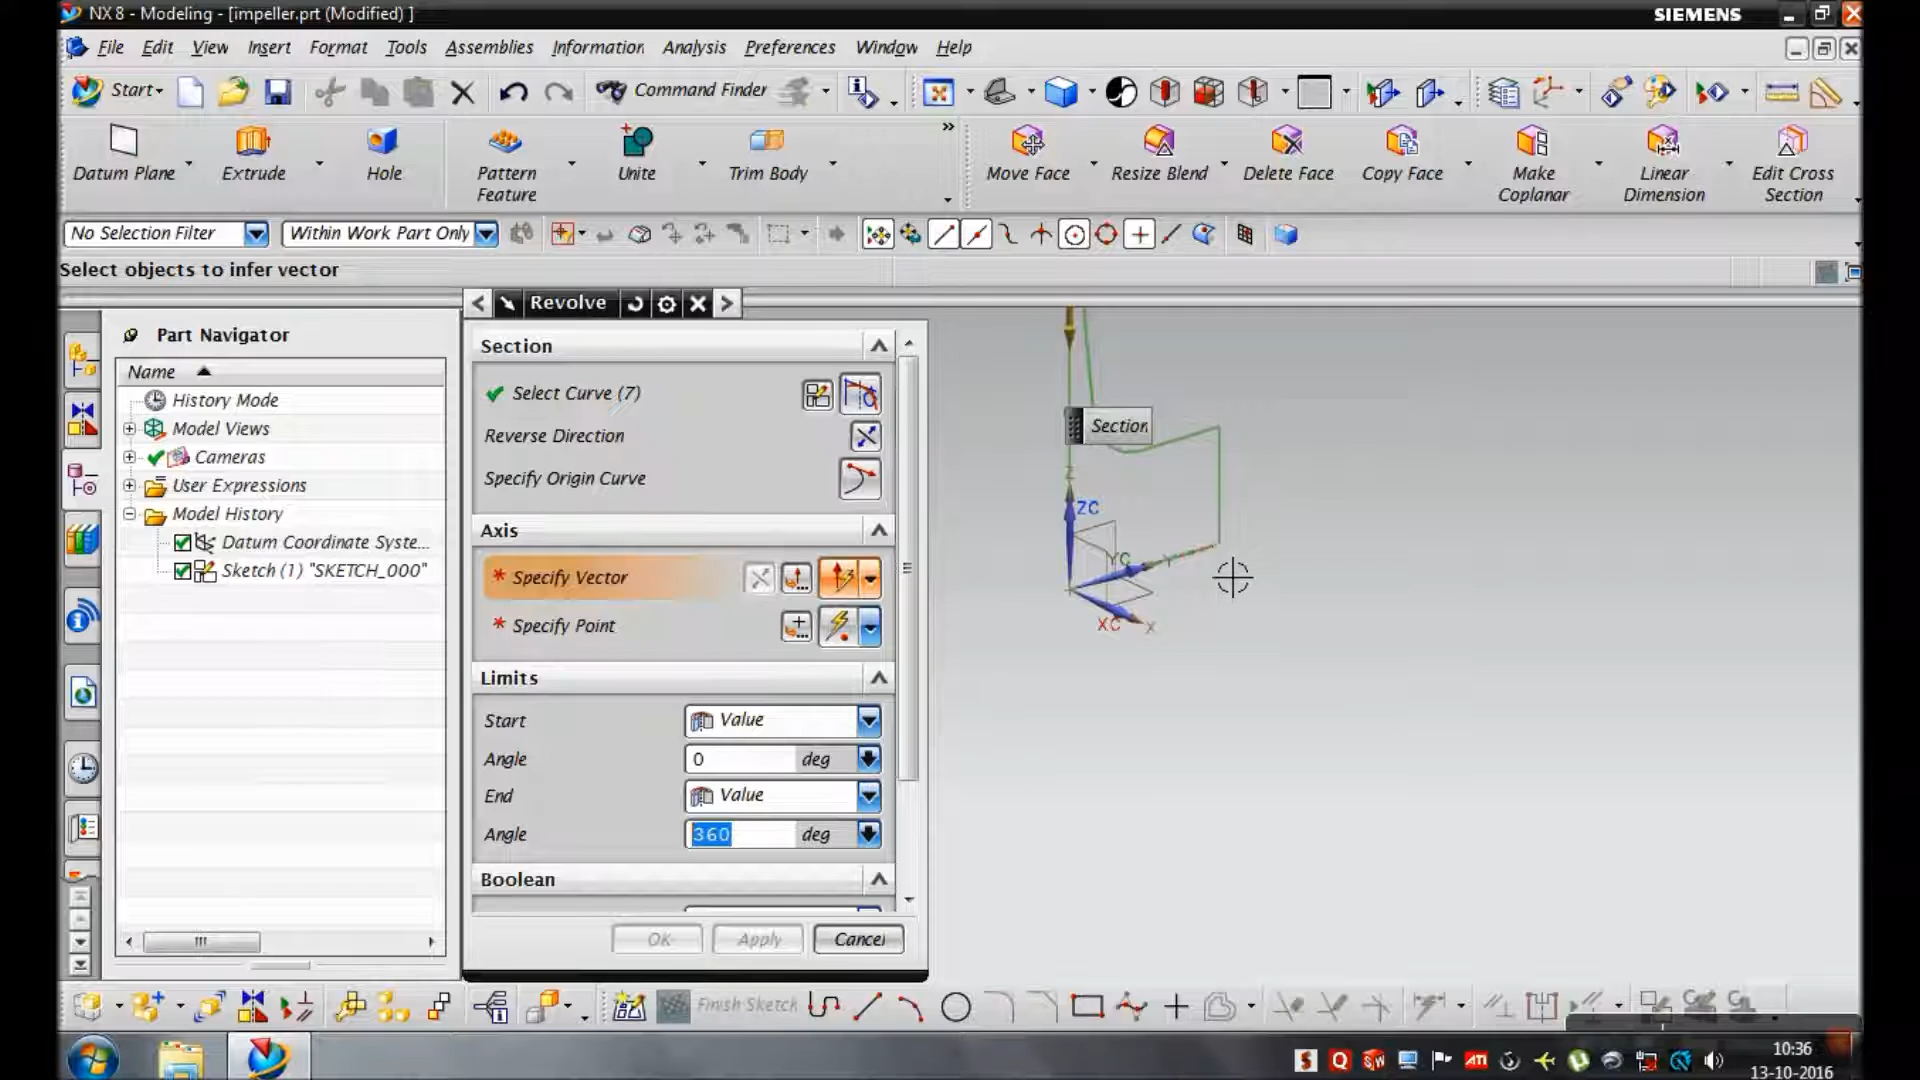 NX 8 - Modeling - [impeller.prt (Modified) ]
SIEMENS
File Edit View Insert Format Tools Assemblies Information Analysis Preferences Window Help
Start Command Finder
Datum Plane Extrude Hole Pattern Feature Unite Trim Body Move Face Resize Blend Delete Face Copy Face Make Coplanar Linear Dimension Edit Cross Section
No Selection Filter Within Work Part Only
Select objects to infer vector
Revolve
Part Navigator
Name
History Mode
Model Views
Cameras
User Expressions
Model History
Datum Coordinate Syste...
Sketch (1) "SKETCH_000"
Section
Select Curve (7)
Reverse Direction
Specify Origin Curve
Axis
* Specify Vector
* Specify Point
Limits
Start Value
Angle 0 deg
End Value
Angle 360 deg
Boolean
OK Apply Cancel
Section
Z
ZC
YC Y
XC X
Finish Sketch
10:36
13-10-2016